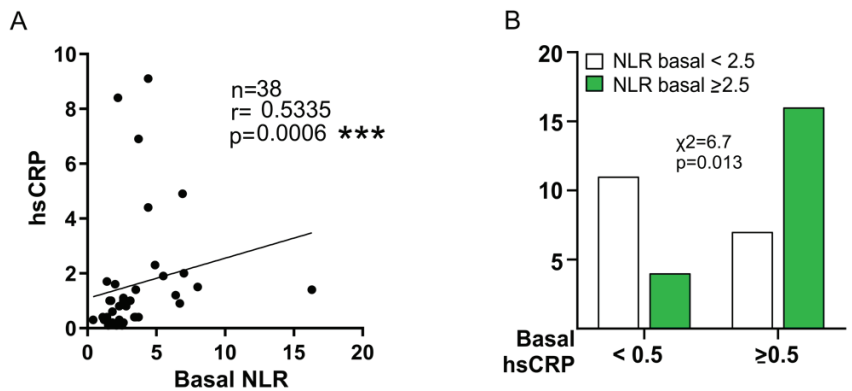 A
10
8
6
4
2
0
hsCRP
n=38
r= 0.5335
p=0.0006 ***
0 5 10 15 20
Basal NLR
B
20
15
10
5
NLR basal < 2.5
NLR basal ≥2.5
χ2=6.7
p=0.013
Basal
hsCRP
< 0.5 ≥0.5